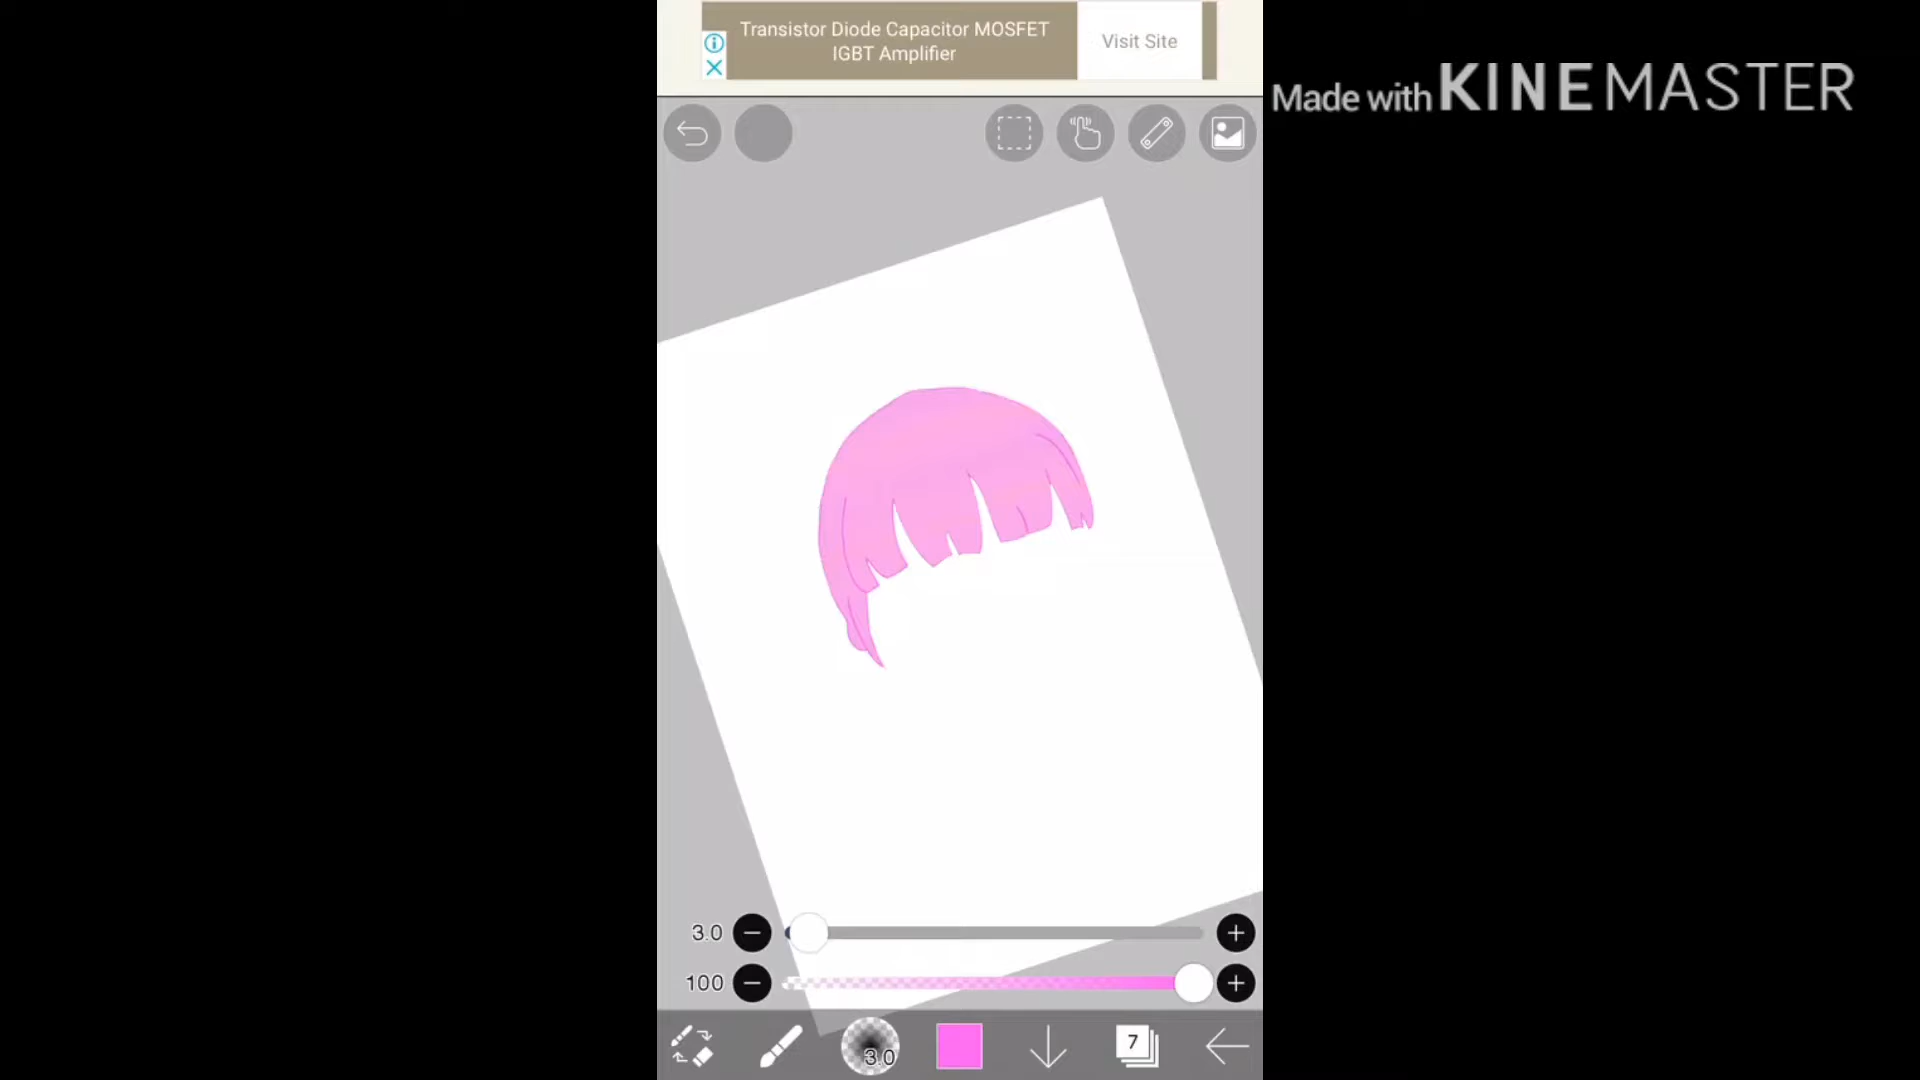 Transistor Diode Capacitor MOSFET
IGBT Amplifier
Visit Site
Made with KINEMASTER
3.0
100
3.0
7